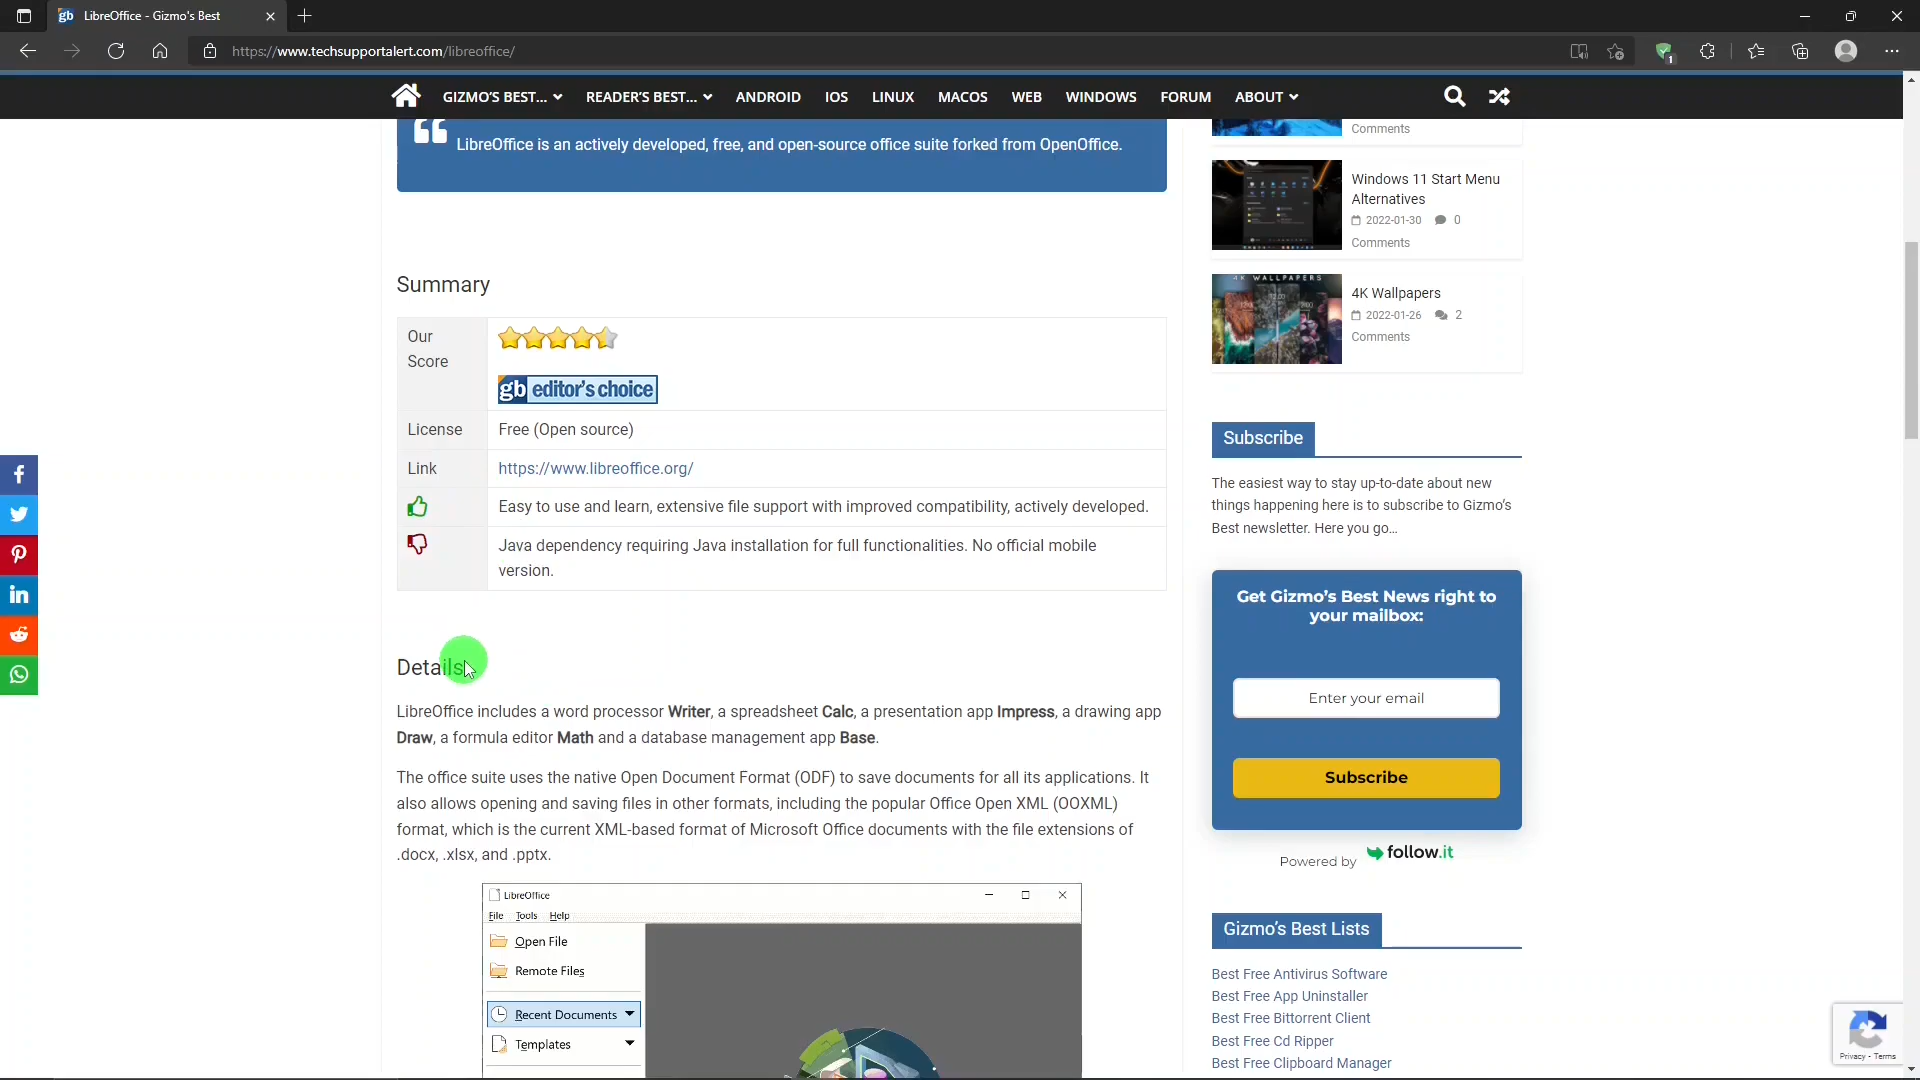 gb LibreOffice - Gizmo's Best
https://www.techsupportalert.com/libreoffice/
1
GIZMO'S BEST...
READER'S BEST...
ANDROID
IOS
LINUX
MACOS
WEB
WINDOWS
FORUM
ABOUT
LibreOffice is an actively developed, free, and open-source office suite forked from OpenOffice.
Summary
Our
Score
gb editor's choice
License
Free (Open source)
Link
https://www.libreoffice.org/
Easy to use and learn, extensive file support with improved compatibility, actively developed.
Java dependency requiring Java installation for full functionalities. No official mobile
version.
Details
LibreOffice includes a word processor Writer, a spreadsheet Calc, a presentation app Impress, a drawing app
Draw, a formula editor Math and a database management app Base.
The office suite uses the native Open Document Format (ODF) to save documents for all its applications. It
also allows opening and saving files in other formats, including the popular Office Open XML (OOXML)
format, which is the current XML-based format of Microsoft Office documents with the file extensions of
.docx, .xlsx, and .pptx.
LibreOffice
File Tools Help
Open File
Remote Files
Recent Documents
Templates
Comments
Windows 11 Start Menu
Alternatives
2022-01-30 0
Comments
4K WALLPAPERS
4K Wallpapers
2022-01-26 2
Comments
Subscribe
The easiest way to stay up-to-date about new
things happening here is to subscribe to Gizmo's
Best newsletter. Here you go...
Get Gizmo's Best News right to
your mailbox:
Enter your email
Subscribe
Powered by follow.it
Gizmo's Best Lists
Best Free Antivirus Software
Best Free App Uninstaller
Best Free Bittorrent Client
Best Free Cd Ripper
Best Free Clipboard Manager
Privacy - Terms